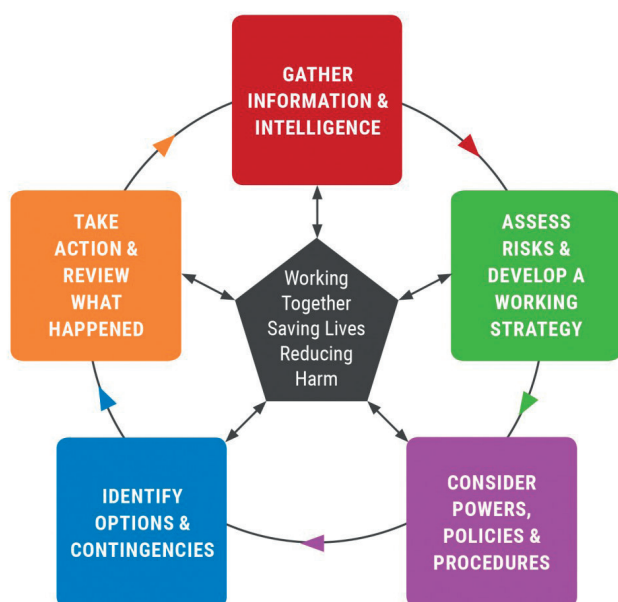 GATHER
INFORMATION &
INTELLIGENCE
ASSESS
RISKS &
DEVELOP A
WORKING
STRATEGY
CONSIDER
POWERS,
POLICIES &
PROCEDURES
IDENTIFY
OPTIONS &
CONTINGENCIES
TAKE
ACTION &
REVIEW
WHAT
HAPPENED
Working
Together
Saving Lives
Reducing
Harm